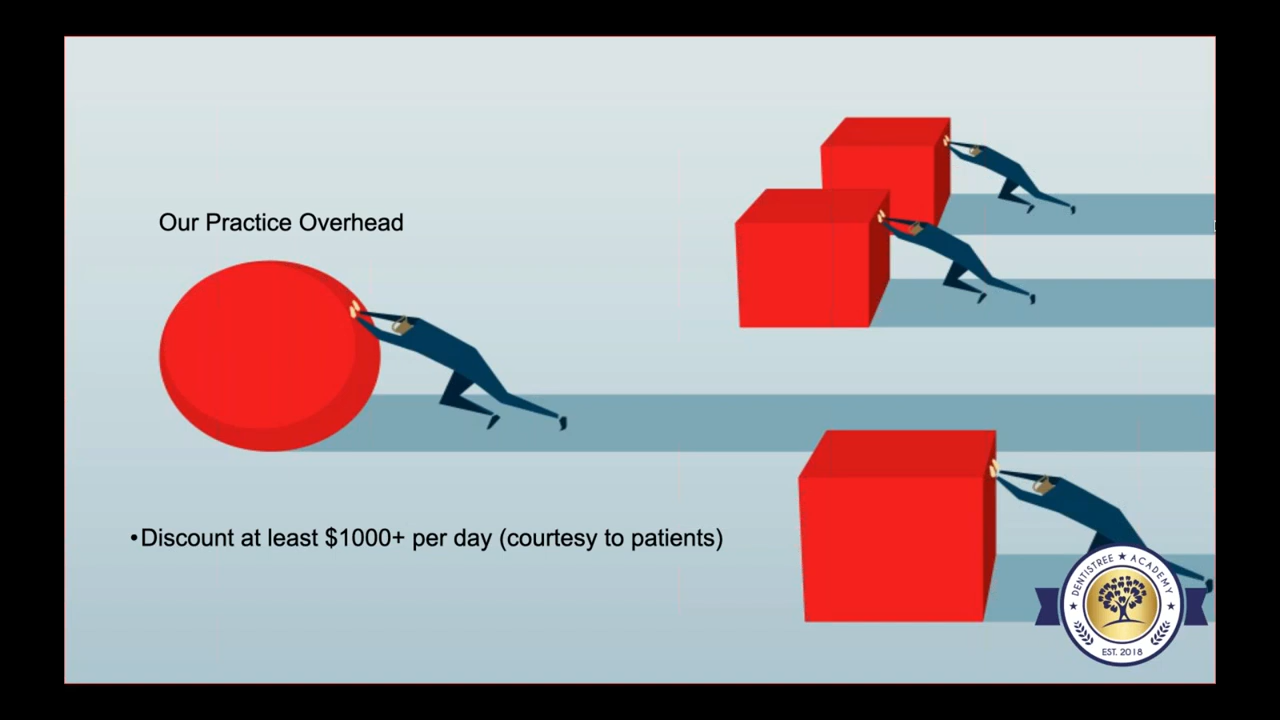 Our Practice Overhead
•Discount at least $1000+ per day (courtesy to patients)
DENTISTREE ★ ACADEMY
EST. 2018